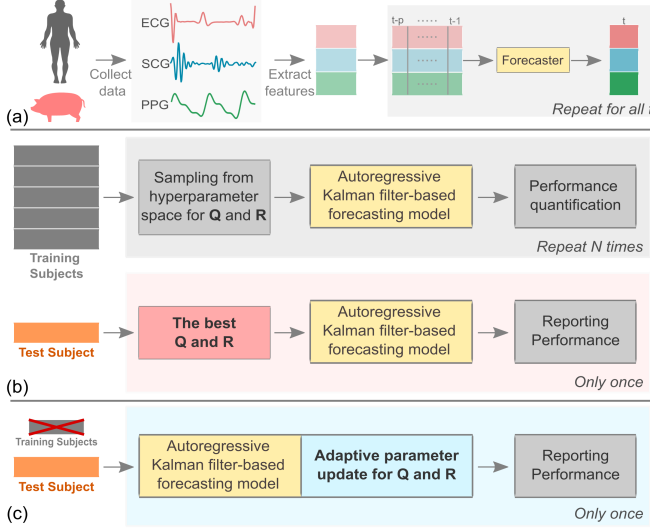 ECG
SCG
PPG
Collect
data
Extract
features
t-p ..... t-1
.....
.....
Forecaster
t
Repeat for all t
(a)
Sampling from
hyperparameter
space for Q and R
Autoregressive
Kalman filter-based
forecasting model
Performance
quantification
Training
Subjects
Repeat N times
Test Subject
The best
Q and R
Autoregressive
Kalman filter-based
forecasting model
Reporting
Performance
(b)
Only once
Training Subjects
Test Subject
Autoregressive
Kalman filter-based
forecasting model
Adaptive parameter
update for Q and R
Reporting
Performance
(c)
Only once